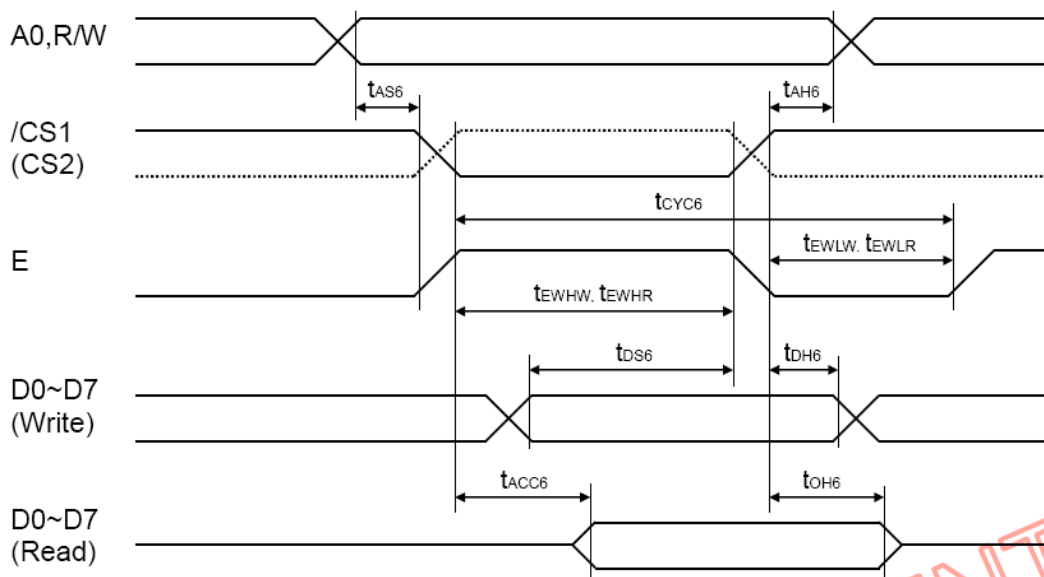 A0,R/W
tAS6
tAH6
/CS1
(CS2)
tCYC6
E
tEWLW. tEWLR
tEWHW, tEWHR
tDS6
tDH6
D0~D7
(Write)
tACC6
tOH6
D0~D7
(Read)